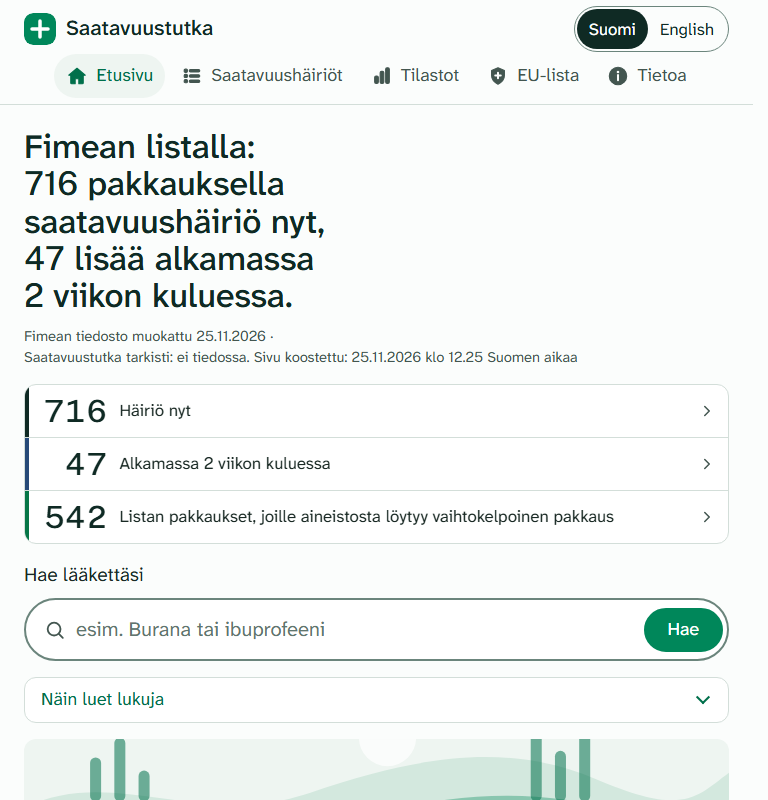 Saatavuustutka
Suomi English
Etusivu Saatavuushäiriöt Tilastot EU-lista Tietoa
Fimean listalla:
716 pakkauksella
saatavuushäiriö nyt,
47 lisää alkamassa
2 viikon kuluessa.
Fimean tiedosto muokattu 25.11.2026 ·
Saatavuustutka tarkisti: ei tiedossa. Sivu koostettu: 25.11.2026 klo 12.25 Suomen aikaa
716 Häiriö nyt
47 Alkamassa 2 viikon kuluessa
542 Listan pakkaukset, joille aineistosta löytyy vaihtokelpoinen pakkaus
Hae lääkettäsi
esim. Burana tai ibuprofeeni Hae
Näin luet lukuja